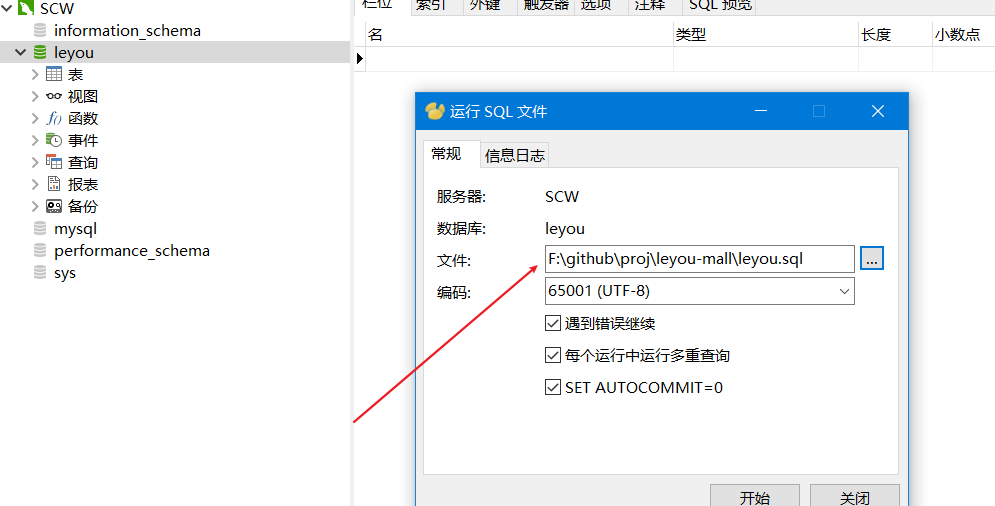 SCW
information_schema
leyou
表
视图
函数
事件
查询
报表
备份
mysql
performance_schema
sys
栏位 索引 外键 触发器 选项 注释 SQL 预览
名 类型 长度 小数点
运行 SQL 文件
常规 信息日志
服务器: SCW
数据库: leyou
文件: F:\github\proj\leyou-mall\leyou.sql ...
编码: 65001 (UTF-8)
遇到错误继续
每个运行中运行多重查询
SET AUTOCOMMIT=0
开始 关闭